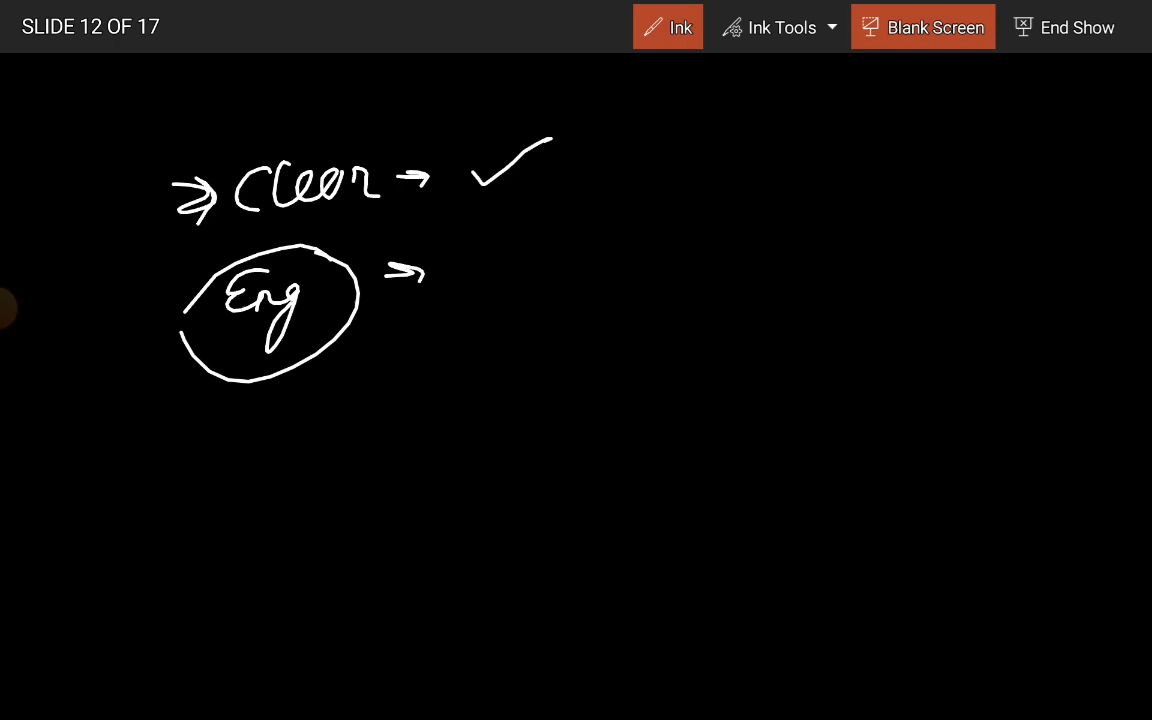 SLIDE 12 OF 17 Ink Ink Tools Blank Screen End Show
⇒ Clear → ✓
Eng ⇒